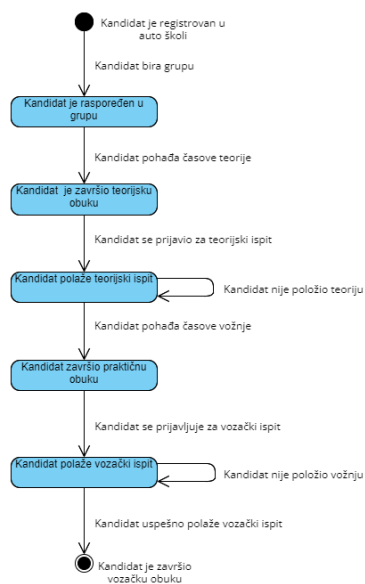 Kandidat je registrovan u
auto školi
Kandidat bira grupu
Kandidat je raspoređen u
grupu
Kandidat pohađa časove teorije
Kandidat  je završio teorijsku
obuku
Kandidat se prijavio za teorijski ispit
Kandidat polaže teorijski ispit
Kandidat nije položio teoriju
Kandidat pohađa časove vožnje
Kandidat završio praktičnu
obuku
Kandidat se prijavljuje za vozački ispit
Kandidat polaže vozački ispit
Kandidat nije položio vožnju
Kandidat uspešno polaže vozački ispit
Kandidat je završio
vozačku obuku